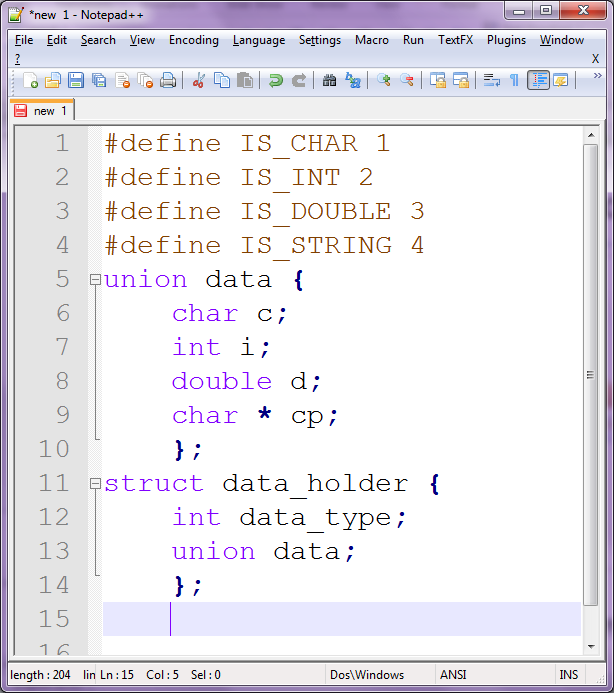 *new  1 - Notepad++
File Edit Search View Encoding Language Settings Macro Run TextFX Plugins Window
? X
new  1
1 #define IS_CHAR 1
2 #define IS_INT 2
3 #define IS_DOUBLE 3
4 #define IS_STRING 4
5 union data {
6     char c;
7     int i;
8     double d;
9     char * cp;
10     };
11 struct data_holder {
12     int data_type;
13     union data;
14     };
15
16
length : 204   lin Ln : 15   Col : 5   Sel : 0 Dos\Windows ANSI INS